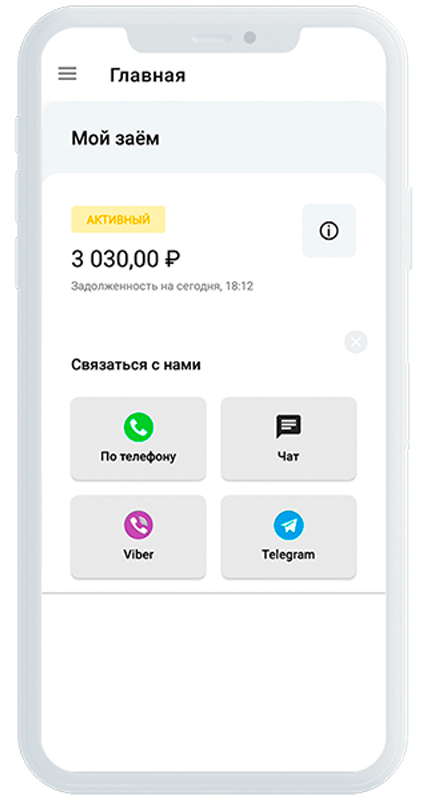 Главная
Мой заём
АКТИВНЫЙ
3 030,00 ₽
Задолженность на сегодня, 18:12
Связаться с нами
По телефону
Чат
Viber
Telegram